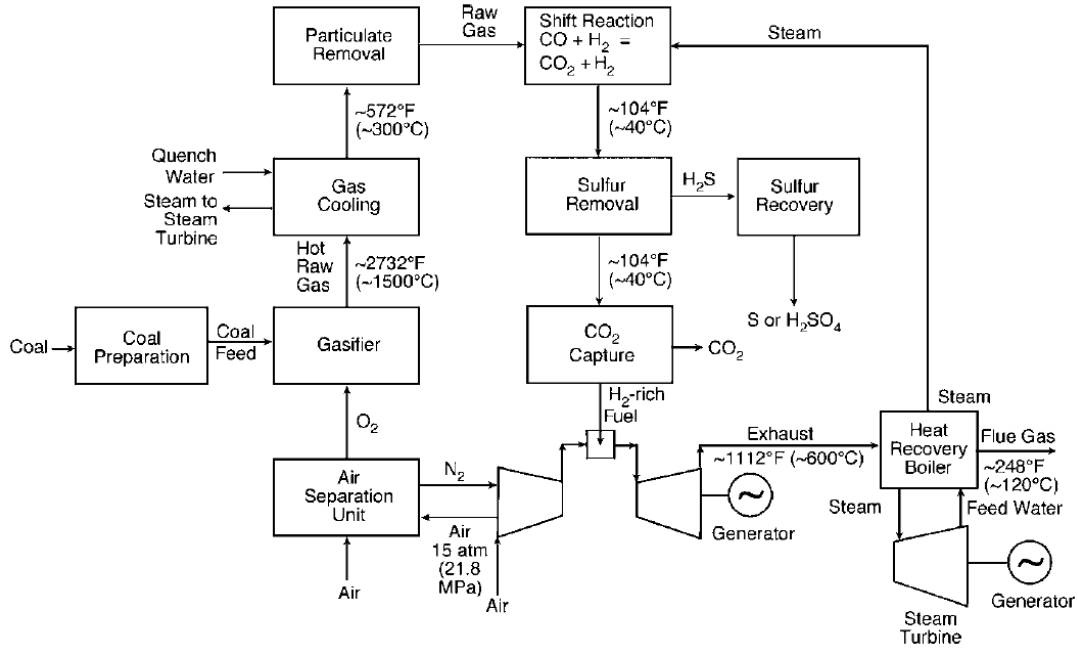 Particulate
Removal
Raw
Gas
Shift Reaction
CO + H₂ =
CO₂ + H₂
Steam
~572°F
(~300°C)
~104°F
(~40°C)
Quench
Water
Steam to
Steam
Turbine
Gas
Cooling
Sulfur
Removal
H₂S
Sulfur
Recovery
Hot
Raw
Gas
~2732°F
(~1500°C)
~104°F
(~40°C)
S or H₂SO₄
Coal
Coal
Preparation
Coal
Feed
Gasifier
CO₂
Capture
CO₂
O₂
H₂-rich
Fuel
Steam
Air
Separation
Unit
N₂
Air
15 atm
(21.8
MPa)
Air
Air
Exhaust
~1112°F (~600°C)
Generator
Heat
Recovery
Boiler
Flue Gas
~248°F
(~120°C)
Steam
Feed Water
Steam
Turbine
Generator